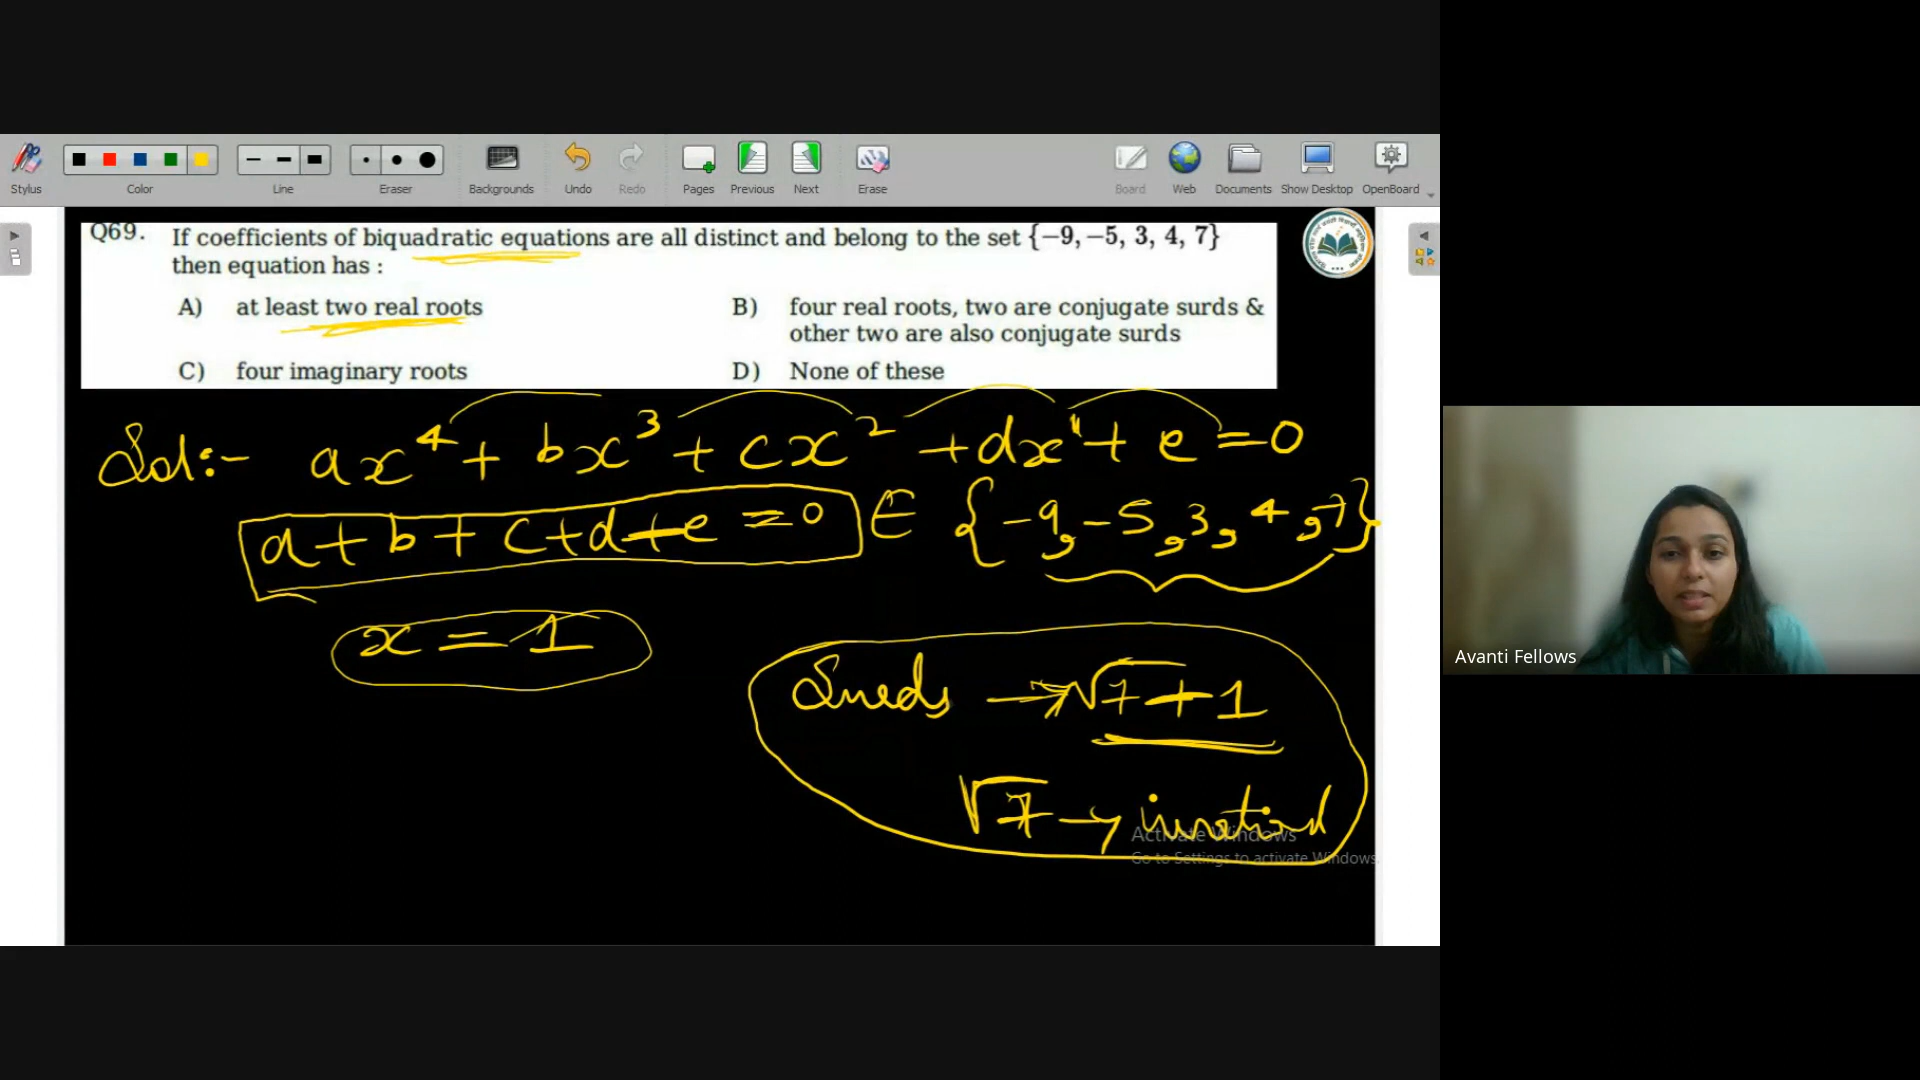 Stylus Color Line Eraser Backgrounds Undo Redo Pages Previous Next Erase Board Web Documents Show Desktop OpenBoard
Q69. If coefficients of biquadratic equations are all distinct and belong to the set {−9, −5, 3, 4, 7}
then equation has :
A) at least two real roots
B) four real roots, two are conjugate surds &
other two are also conjugate surds
C) four imaginary roots
D) None of these
Sol:- ax⁴ + bx³ + cx² + dx¹ + e = 0
a + b + c + d + e = 0 ∈ {-9, -5, 3, 4, 7}
x = 1
Surds → √7 + 1
√7 → irrational
Activate Windows
Go to Settings to activate Windows.
Avanti Fellows